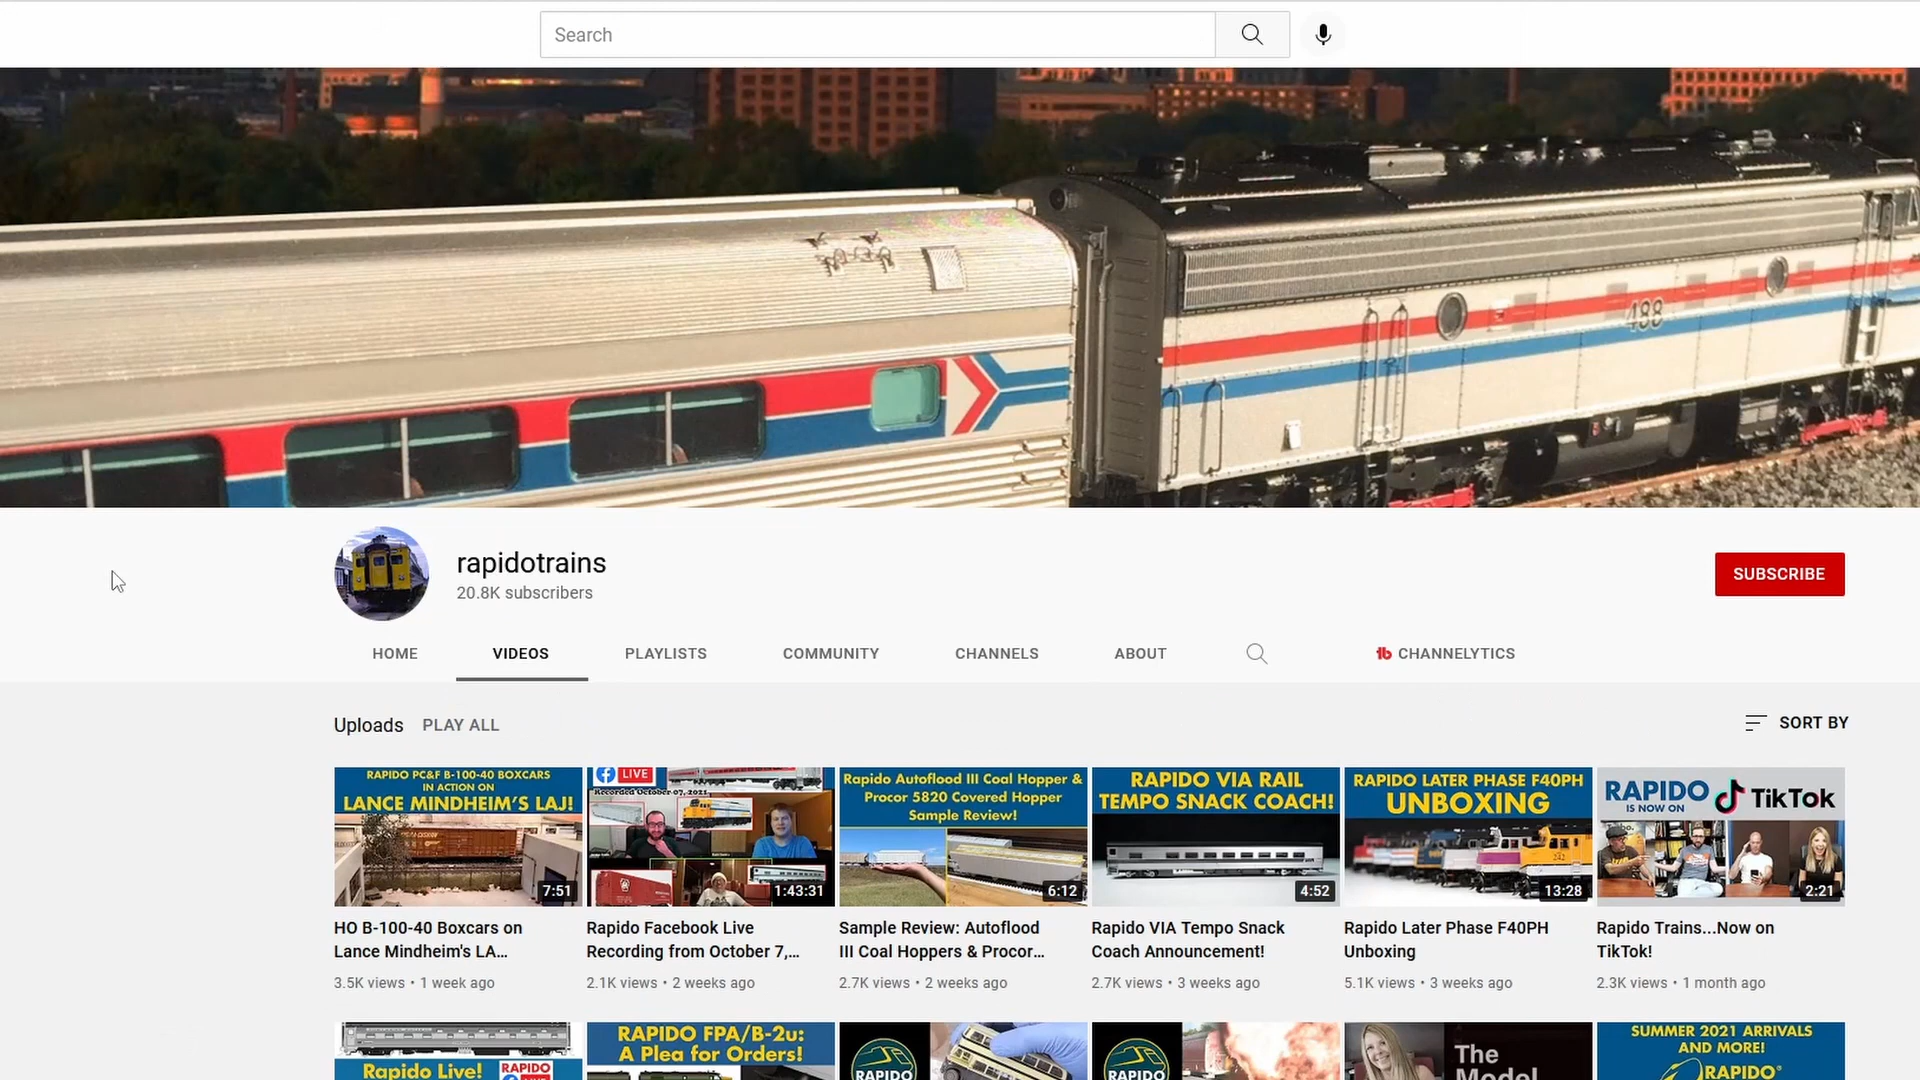 Search
488
rapidotrains
20.8K subscribers
SUBSCRIBE
HOME
VIDEOS
PLAYLISTS
COMMUNITY
CHANNELS
ABOUT
CHANNELYTICS
Uploads
PLAY ALL
SORT BY
RAPIDO PC&F B-100-40 BOXCARS
IN ACTION ON
LANCE MINDHEIM'S LAJ!
7:51
HO B-100-40 Boxcars on
Lance Mindheim's LA...
3.5K views • 1 week ago
LIVE
Recorded October 07, 2021
1:43:31
Rapido Facebook Live
Recording from October 7,...
2.1K views • 2 weeks ago
Rapido Autoflood III Coal Hopper &
Procor 5820 Covered Hopper
Sample Review!
6:12
Sample Review: Autoflood
III Coal Hoppers & Procor...
2.7K views • 2 weeks ago
RAPIDO VIA RAIL
TEMPO SNACK COACH!
4:52
Rapido VIA Tempo Snack
Coach Announcement!
2.7K views • 3 weeks ago
RAPIDO LATER PHASE F40PH
UNBOXING
242
13:28
Rapido Later Phase F40PH
Unboxing
5.1K views • 3 weeks ago
RAPIDO
IS NOW ON
TikTok
2:21
Rapido Trains...Now on
TikTok!
2.3K views • 1 month ago
Rapido Live!
RAPIDO
RAPIDO FPA/B-2u:
A Plea for Orders!
RAPIDO
RAPIDO
The
Model
SUMMER 2021 ARRIVALS
AND MORE!
RAPIDO